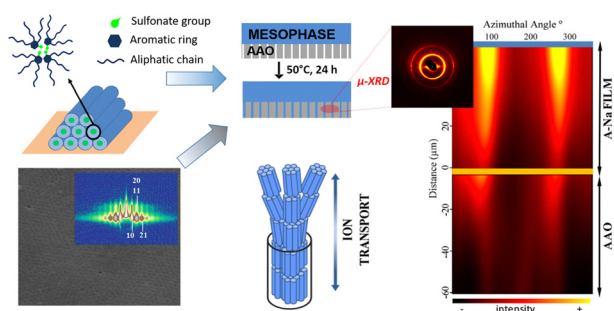 Sulfonate group
Aromatic ring
Aliphatic chain
MESOPHASE
AAO
50°C, 24 h
μ-XRD
20
11
10
21
ION
TRANSPORT
Azimuthal Angle °
100 200 300
Distance (μm)
20
0
-20
-40
-60
A-Na FILM
AAO
- intensity +